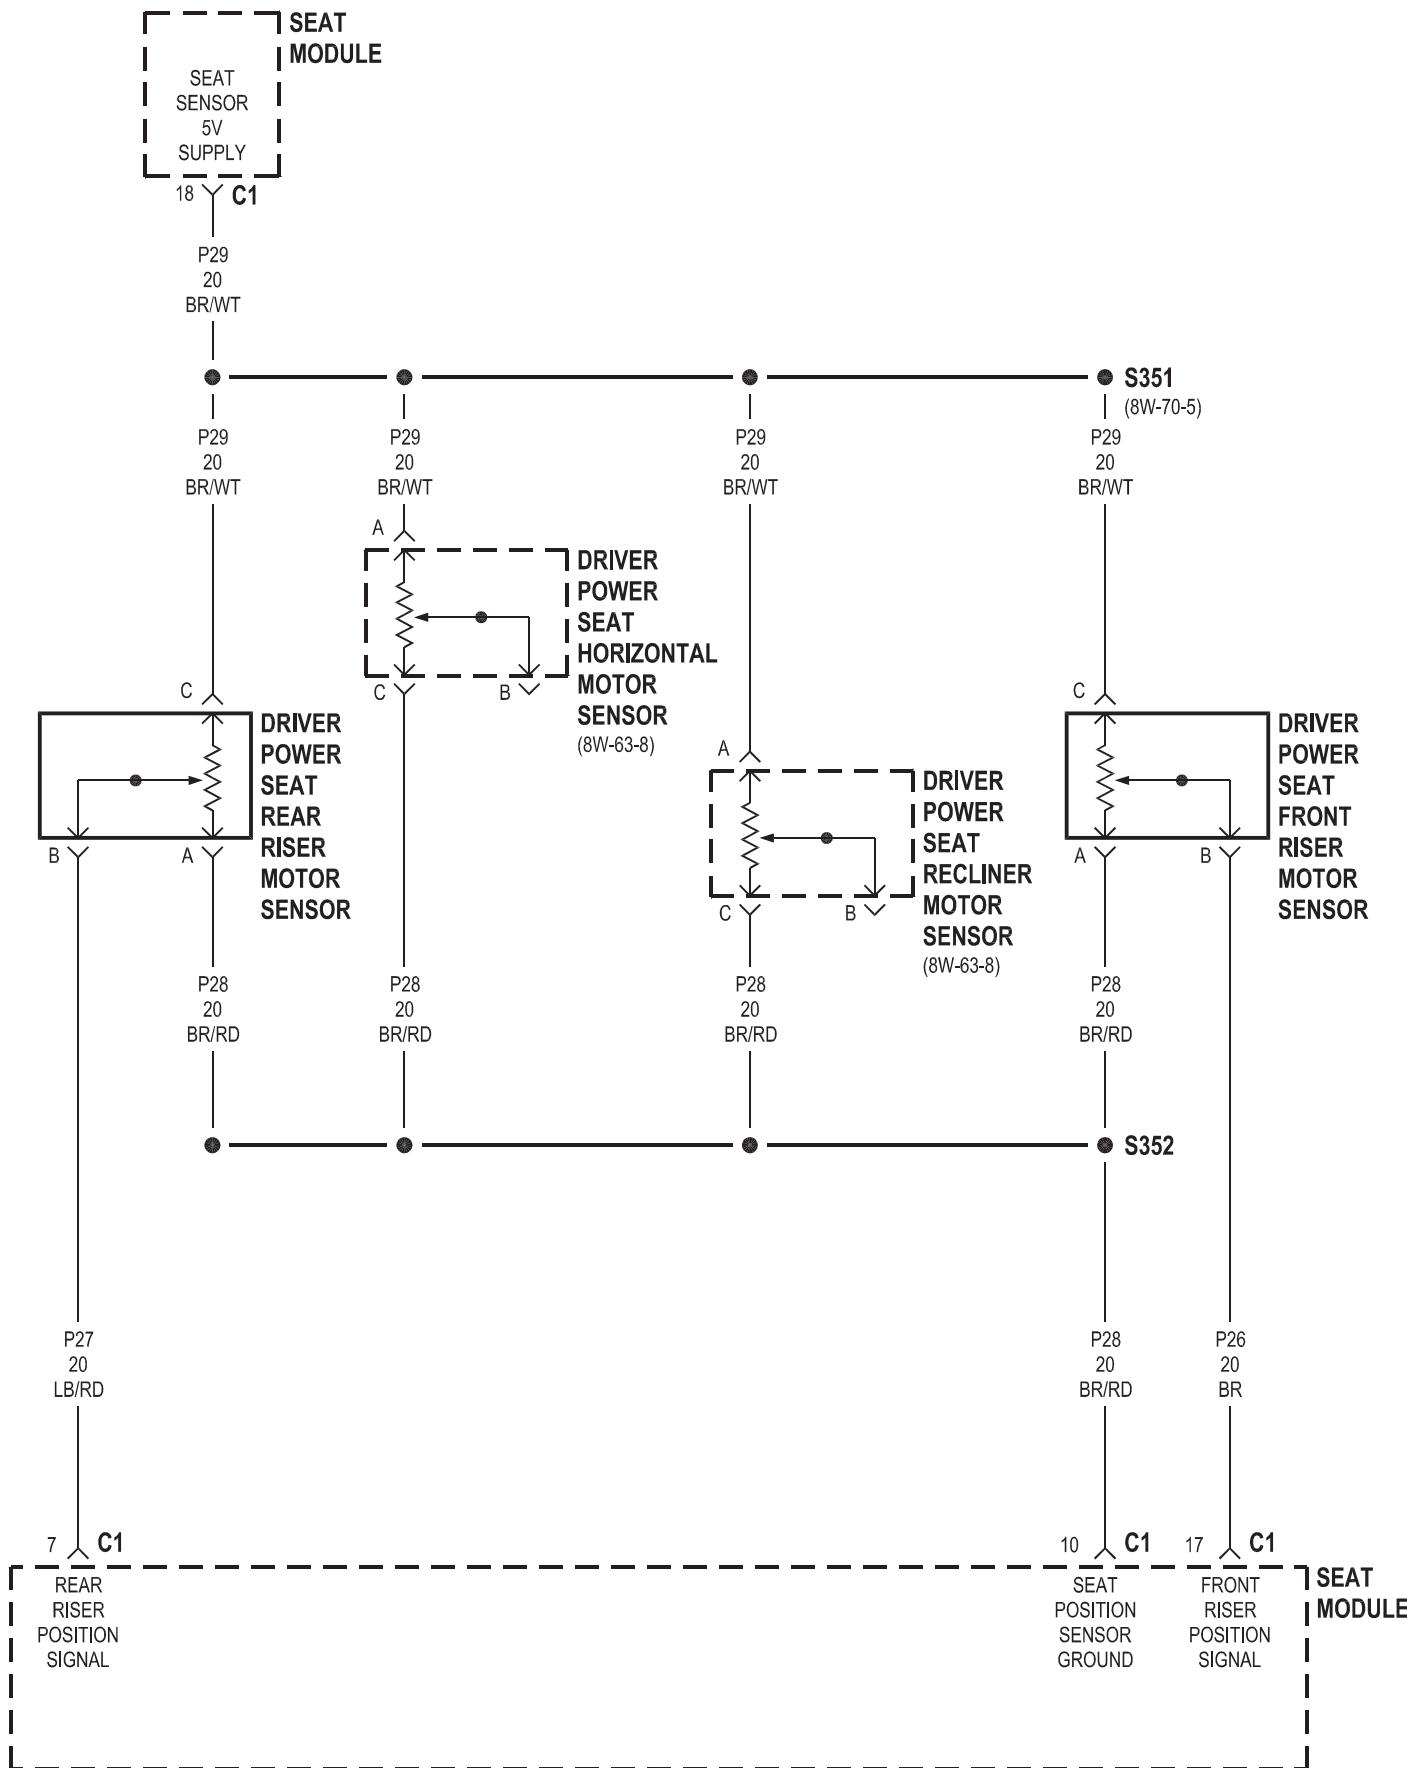 SEAT
MODULE
SEAT
SENSOR
5V
SUPPLY
18 C1
P29
20
BR/WT
S351
(8W-70-5)
P29 P29 P29 P29
20 20 20 20
BR/WT BR/WT BR/WT BR/WT
A
DRIVER
POWER
SEAT
HORIZONTAL
MOTOR
SENSOR
(8W-63-8)
C B
C
DRIVER
POWER
SEAT
REAR
RISER
MOTOR
SENSOR
B A
A
DRIVER
POWER
SEAT
RECLINER
MOTOR
SENSOR
(8W-63-8)
C B
C
DRIVER
POWER
SEAT
FRONT
RISER
MOTOR
SENSOR
A B
P28 P28 P28 P28
20 20 20 20
BR/RD BR/RD BR/RD BR/RD
S352
P27 P28 P26
20 20 20
LB/RD BR/RD BR
7 C1 10 C1 17 C1
REAR
RISER
POSITION
SIGNAL
SEAT
POSITION
SENSOR
GROUND
FRONT
RISER
POSITION
SIGNAL
SEAT
MODULE